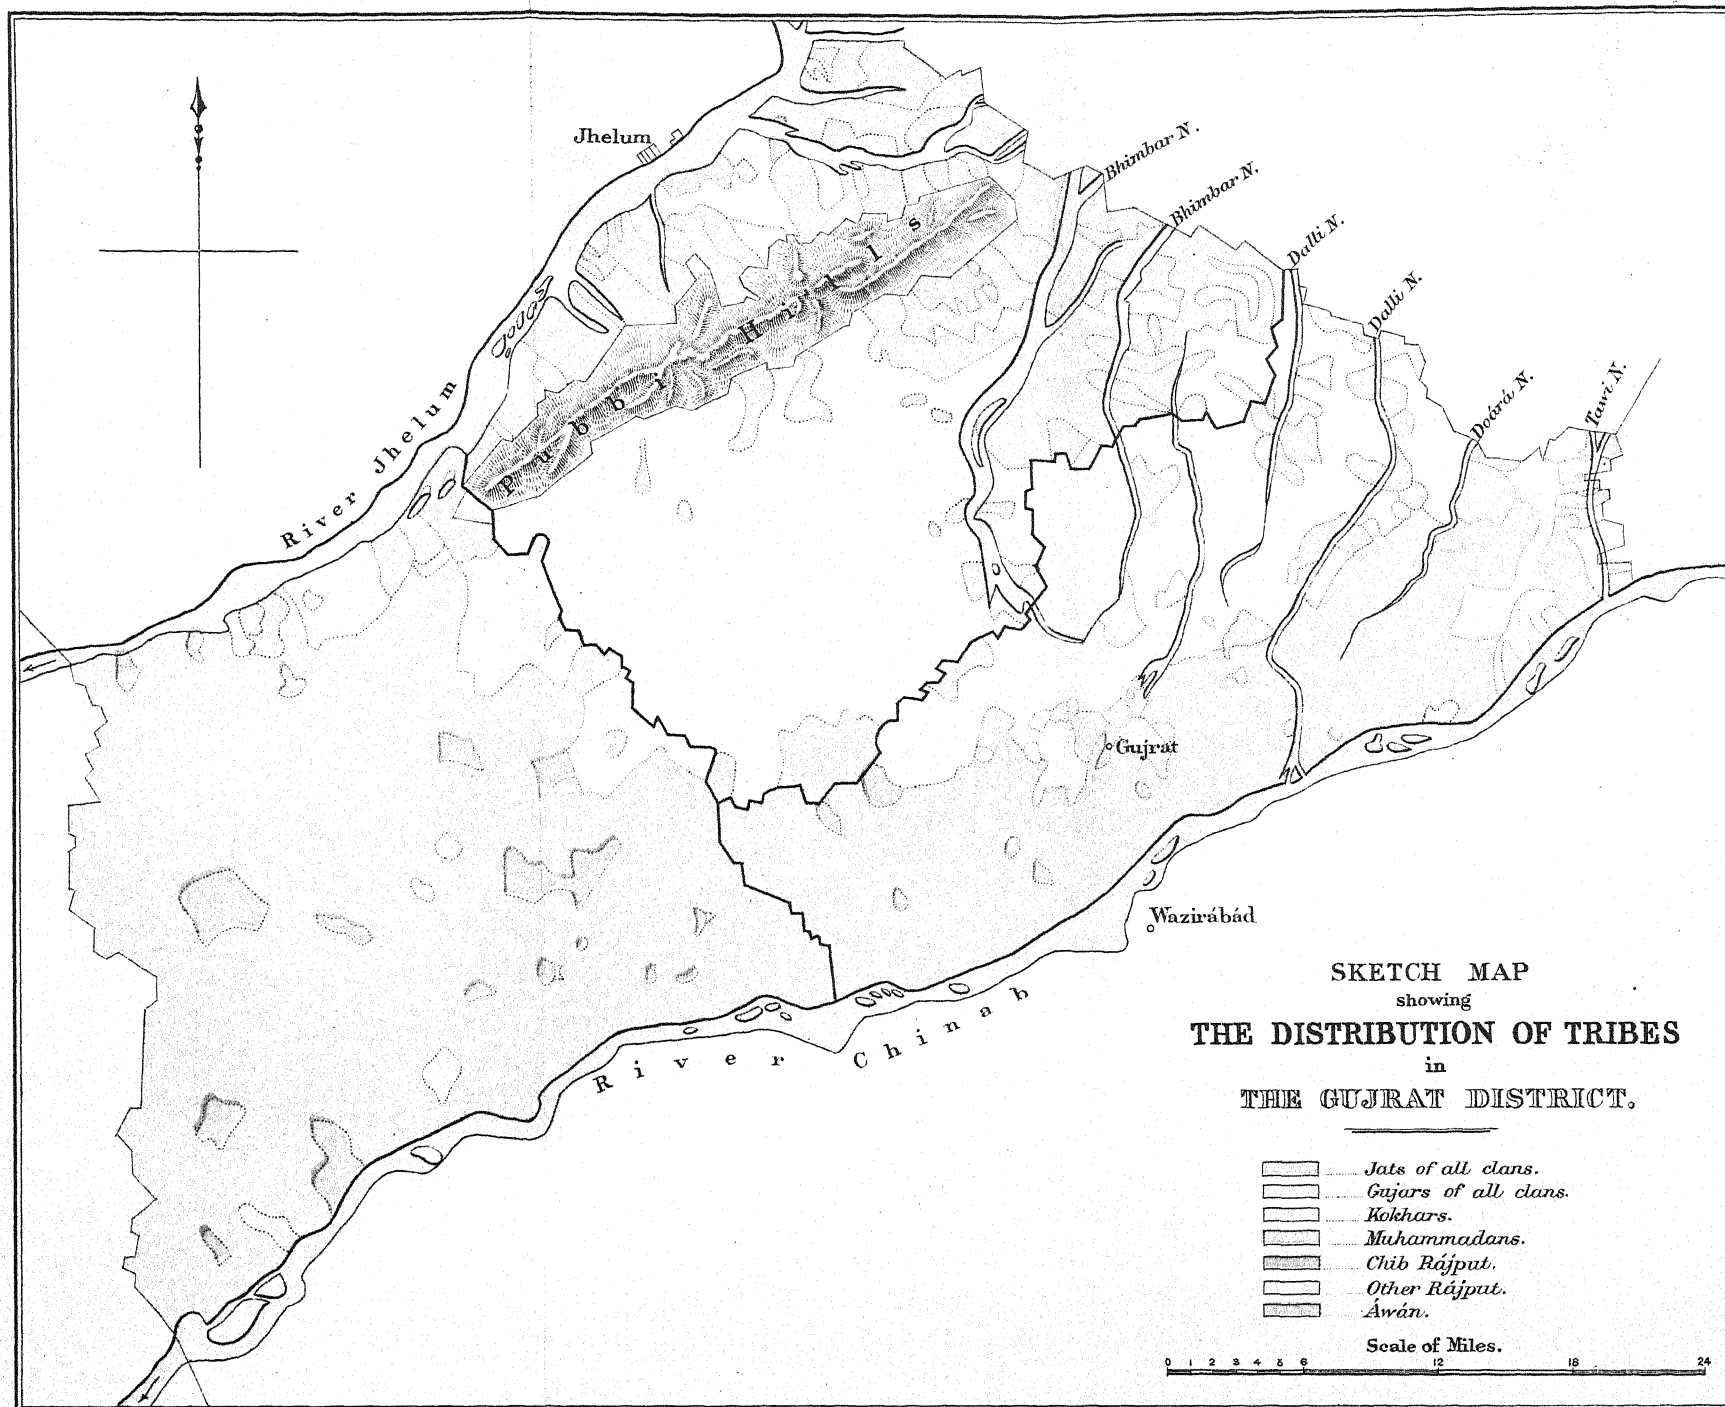 Jhelum
Bhimbar N.
Bhimbar N.
Dalli N.
Dalli N.
Doárá N.
Tawi N.
Pubbi Hills
River Jhelum
Gujrat
Wazirábád
River Chinab
SKETCH MAP
showing
THE DISTRIBUTION OF TRIBES
in
THE GUJRAT DISTRICT.
Jats of all clans.
Gujars of all clans.
Kokhars.
Muhammadans.
Chib Rájput.
Other Rájput.
Áwán.
Scale of Miles.
0 1 2 3 4 5 6 12 18 24